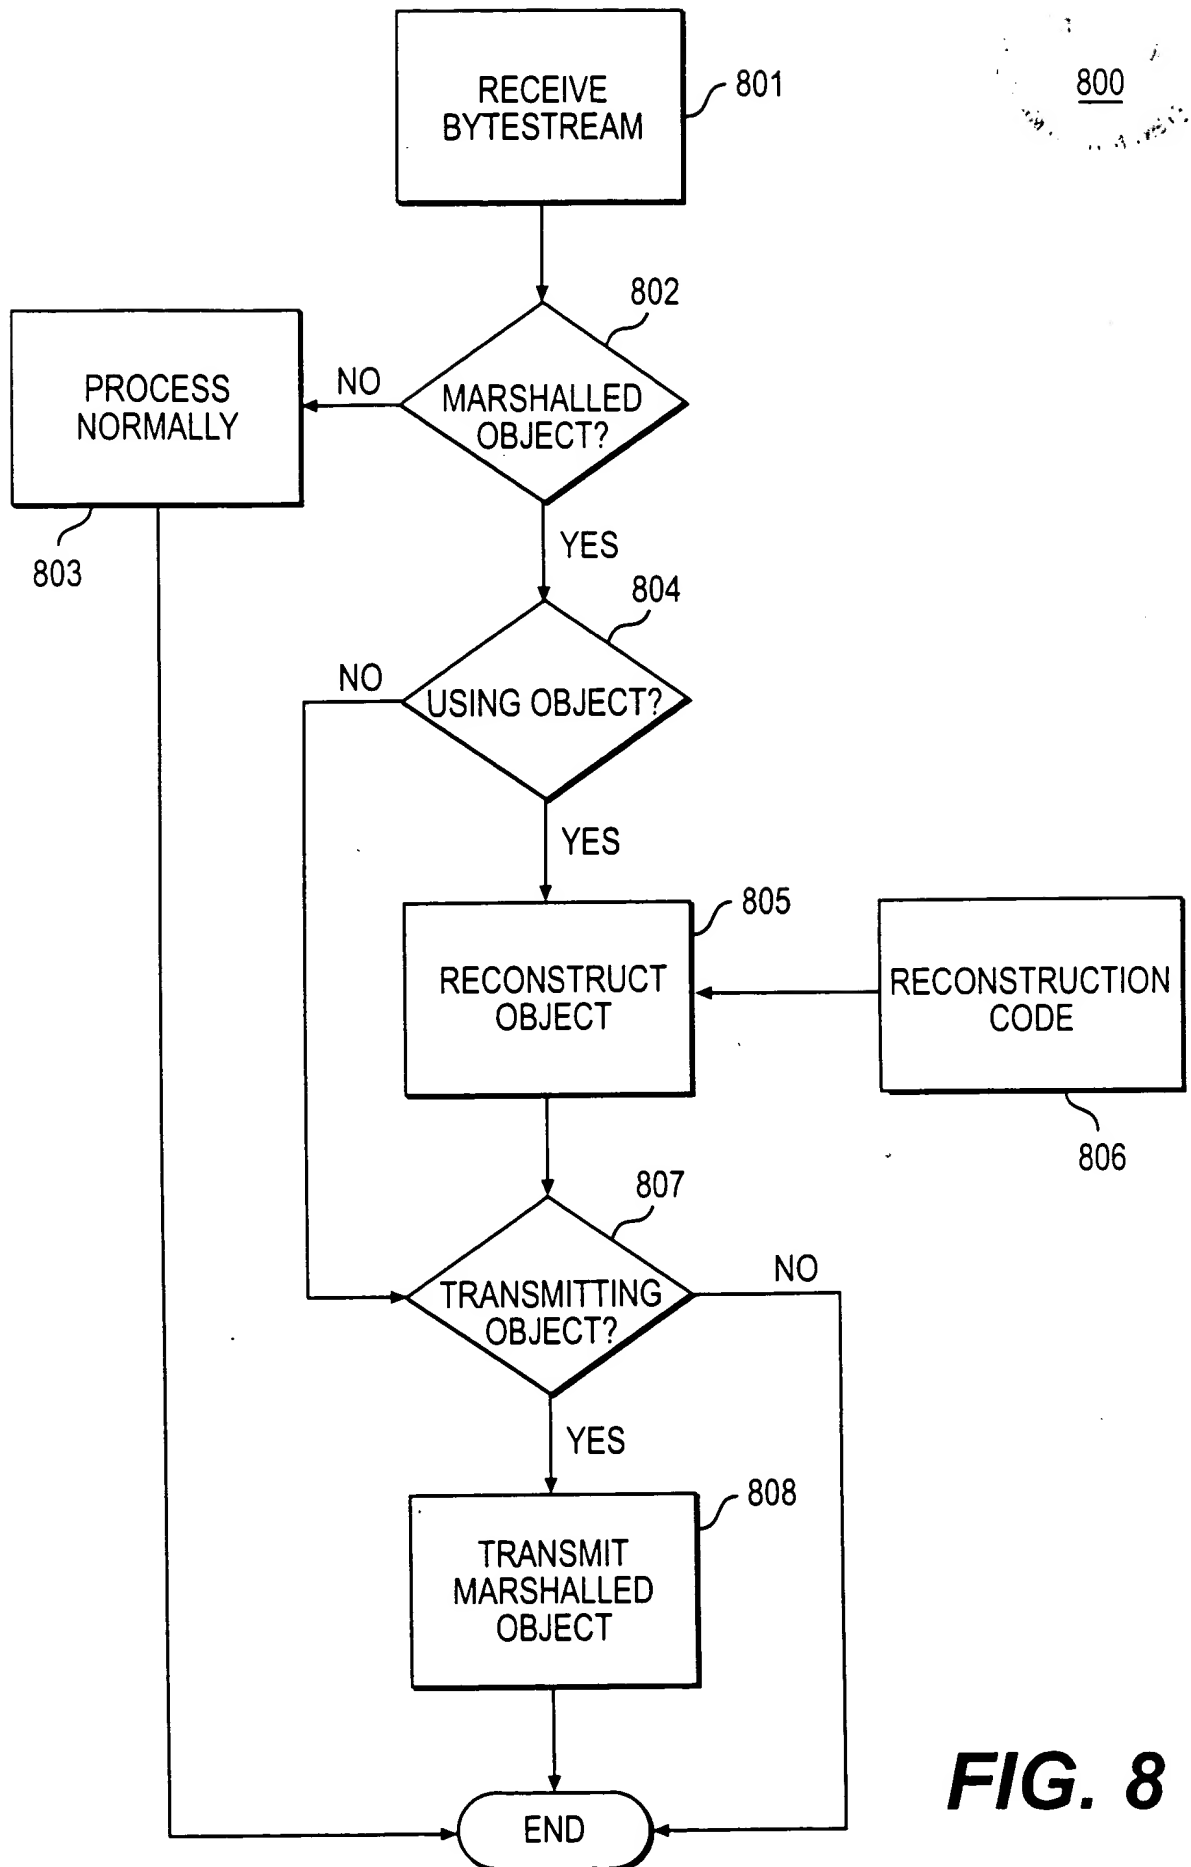 RECEIVE
BYTESTREAM
801
800
802
MARSHALLED
OBJECT?
NO
PROCESS
NORMALLY
803
YES
804
USING OBJECT?
NO
YES
805
RECONSTRUCT
OBJECT
RECONSTRUCTION
CODE
806
807
TRANSMITTING
OBJECT?
NO
YES
808
TRANSMIT
MARSHALLED
OBJECT
END
FIG. 8